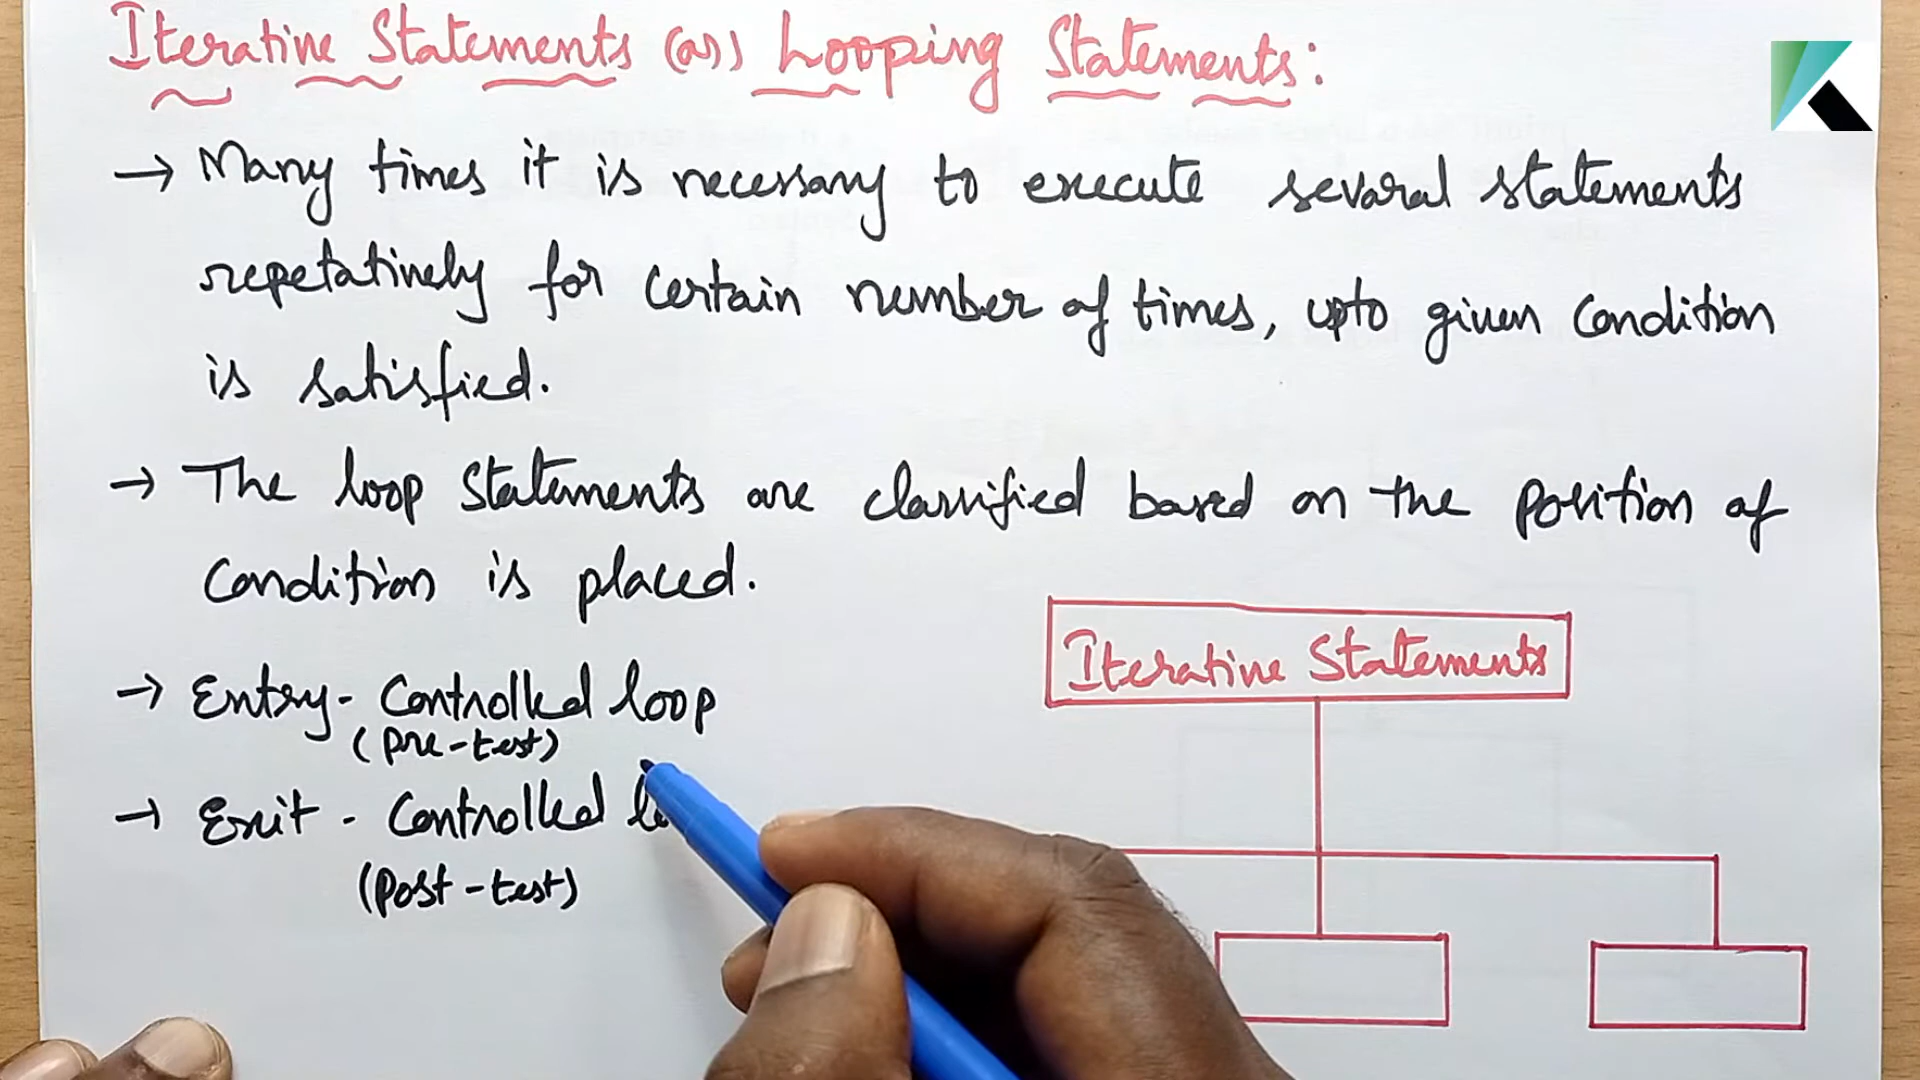 Iterative Statements (or) Looping Statements:
→ Many times it is necessary to execute sevaral statements
repetatively for certain number of times, upto given condition
is satisfied.
→ The loop statements are classified based on the position of
condition is placed.
→ Entry - Controlled loop
(pre-test)
→ Exit - Controlled
(post-test)
Iterative Statements